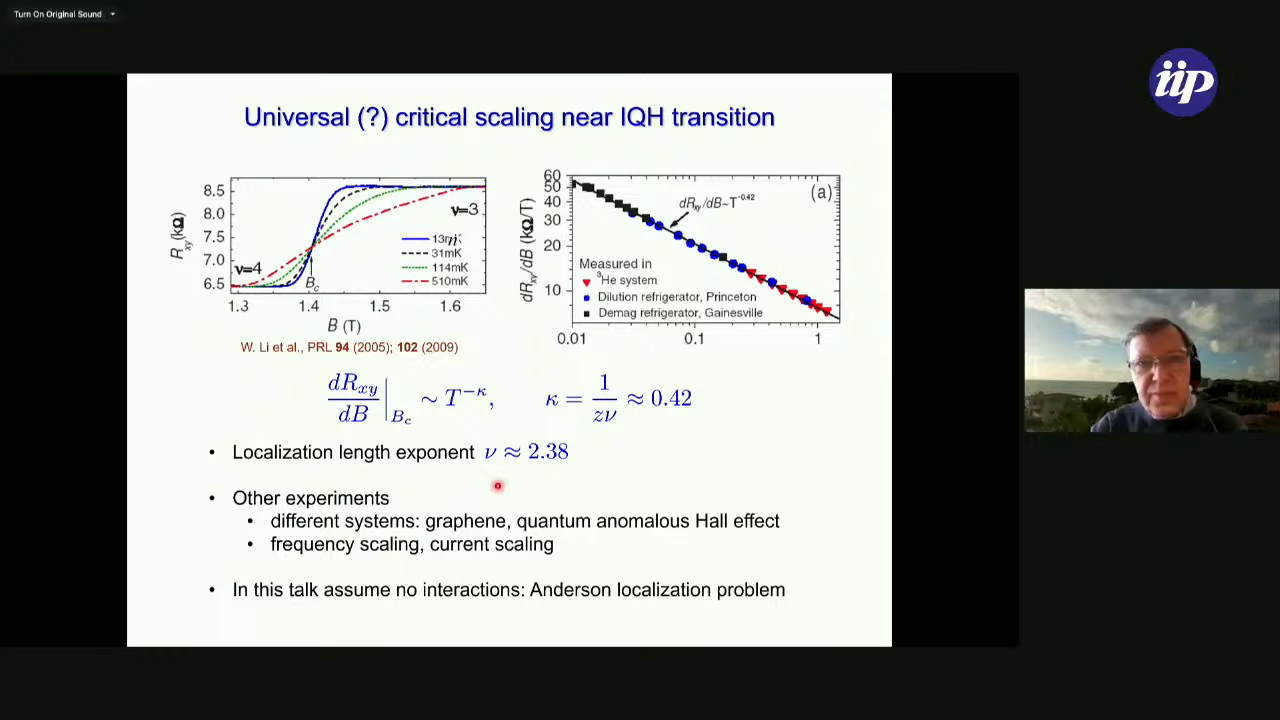 Turn On Original Sound
iip
Universal (?) critical scaling near IQH transition
8.5
8.0
7.5
7.0
6.5
R_xy (kΩ)
ν=3
ν=4
13mK
31mK
114mK
510mK
B_c
1.3 1.4 1.5 1.6
B (T)
W. Li et al., PRL 94 (2005); 102 (2009)
60
50
40
30
20
10
dR_xy/dB (kΩ/T)
(a)
dR_xy/dB~T^-0.42
Measured in
³He system
Dilution refrigerator, Princeton
Demag refrigerator, Gainesville
0.01 0.1 1
dR_xy/dB |_B_c ~ T^−κ, κ = 1/zν ≈ 0.42
• Localization length exponent ν ≈ 2.38
• Other experiments
• different systems: graphene, quantum anomalous Hall effect
• frequency scaling, current scaling
• In this talk assume no interactions: Anderson localization problem